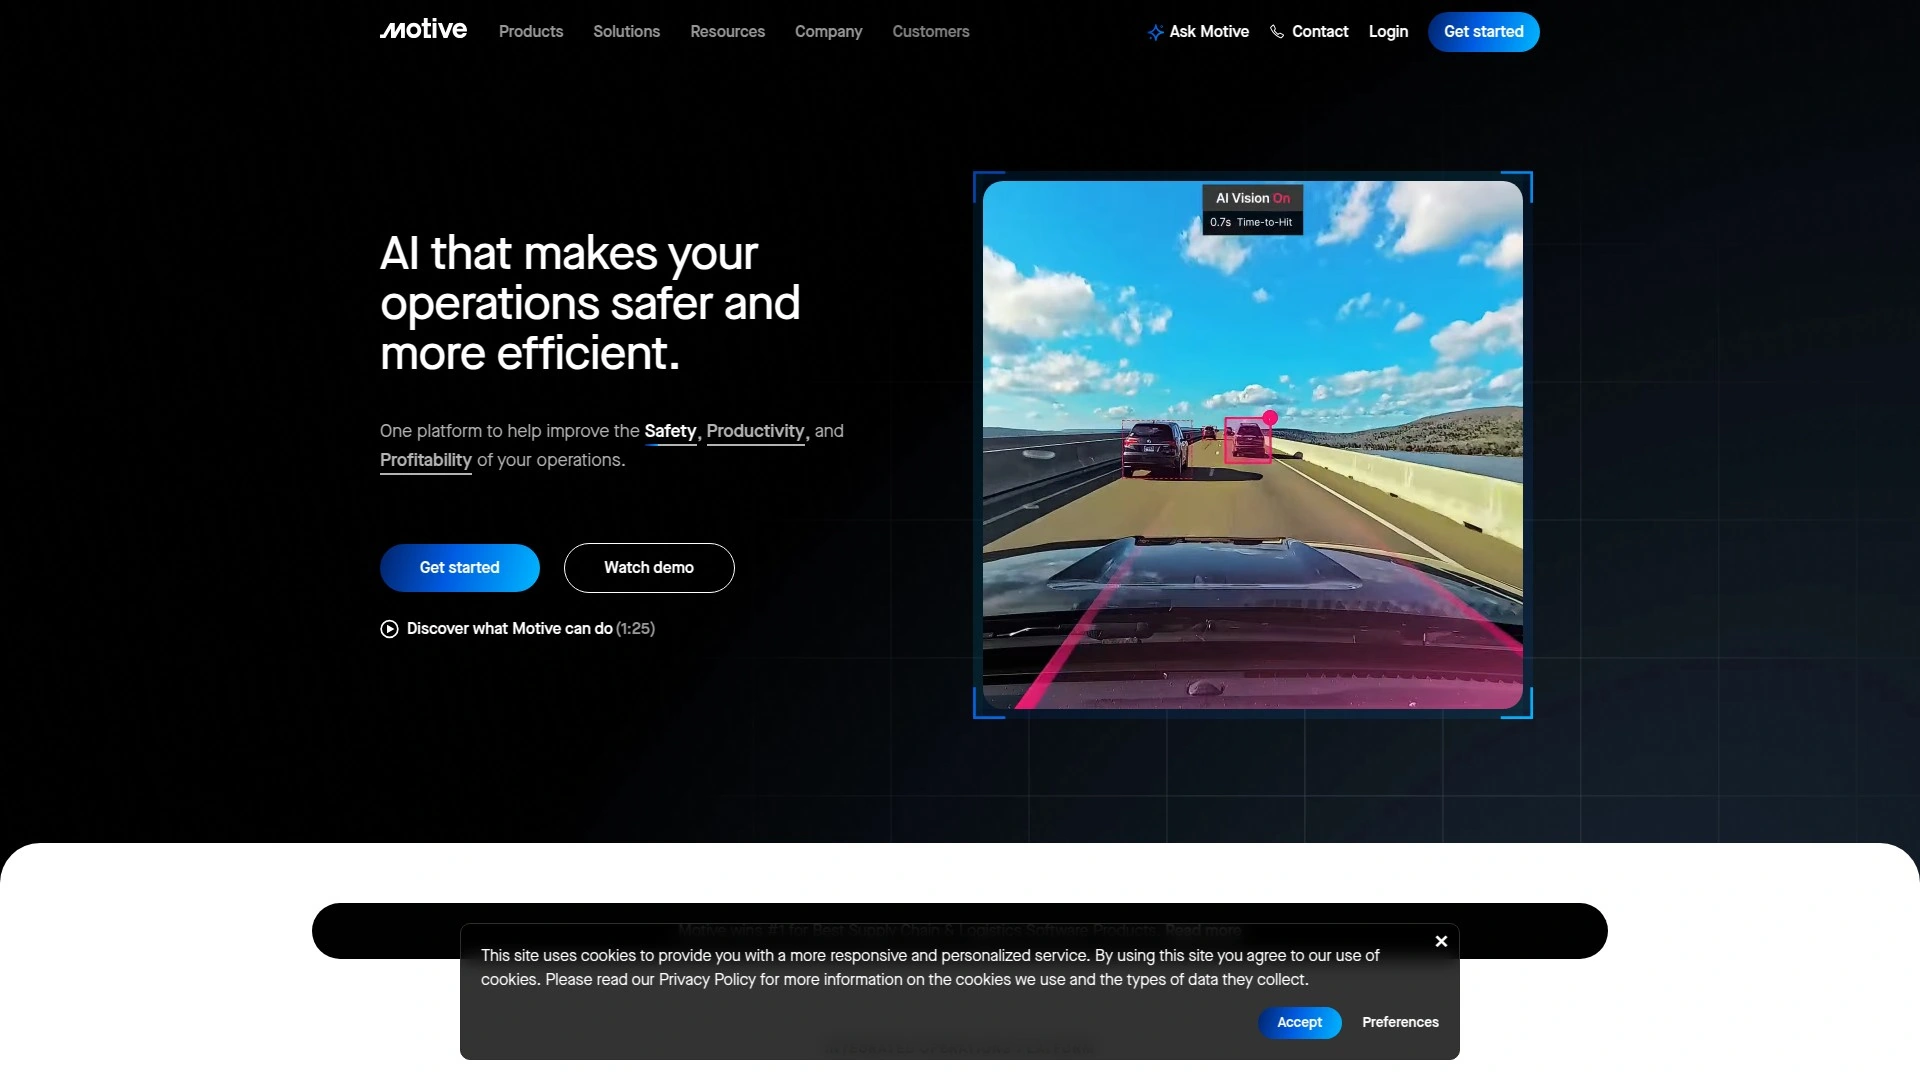 motive Products Solutions Resources Company Customers Ask Motive Contact Login Get started
AI Vision On
0.7s Time-to-Hit
AI that makes your
operations safer and
more efficient.
One platform to help improve the Safety, Productivity, and
Profitability of your operations.
Get started Watch demo
Discover what Motive can do (1:25)
Motive wins #1 for Best Supply Chain & Logistics Software Products. Read more
This site uses cookies to provide you with a more responsive and personalized service. By using this site you agree to our use of
cookies. Please read our Privacy Policy for more information on the cookies we use and the types of data they collect.
Accept Preferences